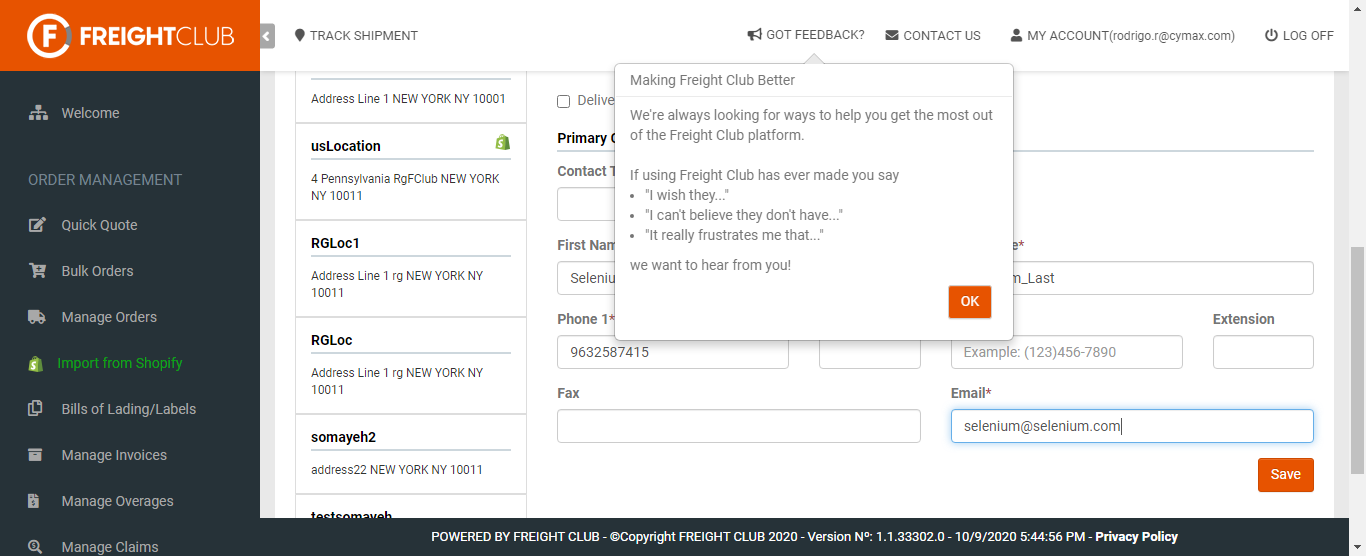 FREIGHTCLUB
TRACK SHIPMENT
GOT FEEDBACK?
CONTACT US
MY ACCOUNT(rodrigo.r@cymax.com)
LOG OFF
Welcome
ORDER MANAGEMENT
Quick Quote
Bulk Orders
Manage Orders
Import from Shopify
Bills of Lading/Labels
Manage Invoices
Manage Overages
Manage Claims
Address Line 1 NEW YORK NY 10001
usLocation
4 Pennsylvania RgFClub NEW YORK
NY 10011
RGLoc1
Address Line 1 rg NEW YORK NY
10011
RGLoc
Address Line 1 rg NEW YORK NY
10011
somayeh2
address22 NEW YORK NY 10011
testsomayeh
Making Freight Club Better
We're always looking for ways to help you get the most out
of the Freight Club platform.
If using Freight Club has ever made you say
• "I wish they..."
• "I can't believe they don't have..."
• "It really frustrates me that..."
we want to hear from you!
OK
Delive
Primary C
Contact T
First Nam
e*
Seleniu
m_Last
Phone 1*
Extension
9632587415
Example: (123)456-7890
Fax
Email*
selenium@selenium.com
Save
POWERED BY FREIGHT CLUB - ©Copyright FREIGHT CLUB 2020 - Version Nº: 1.1.33302.0 - 10/9/2020 5:44:56 PM - Privacy Policy